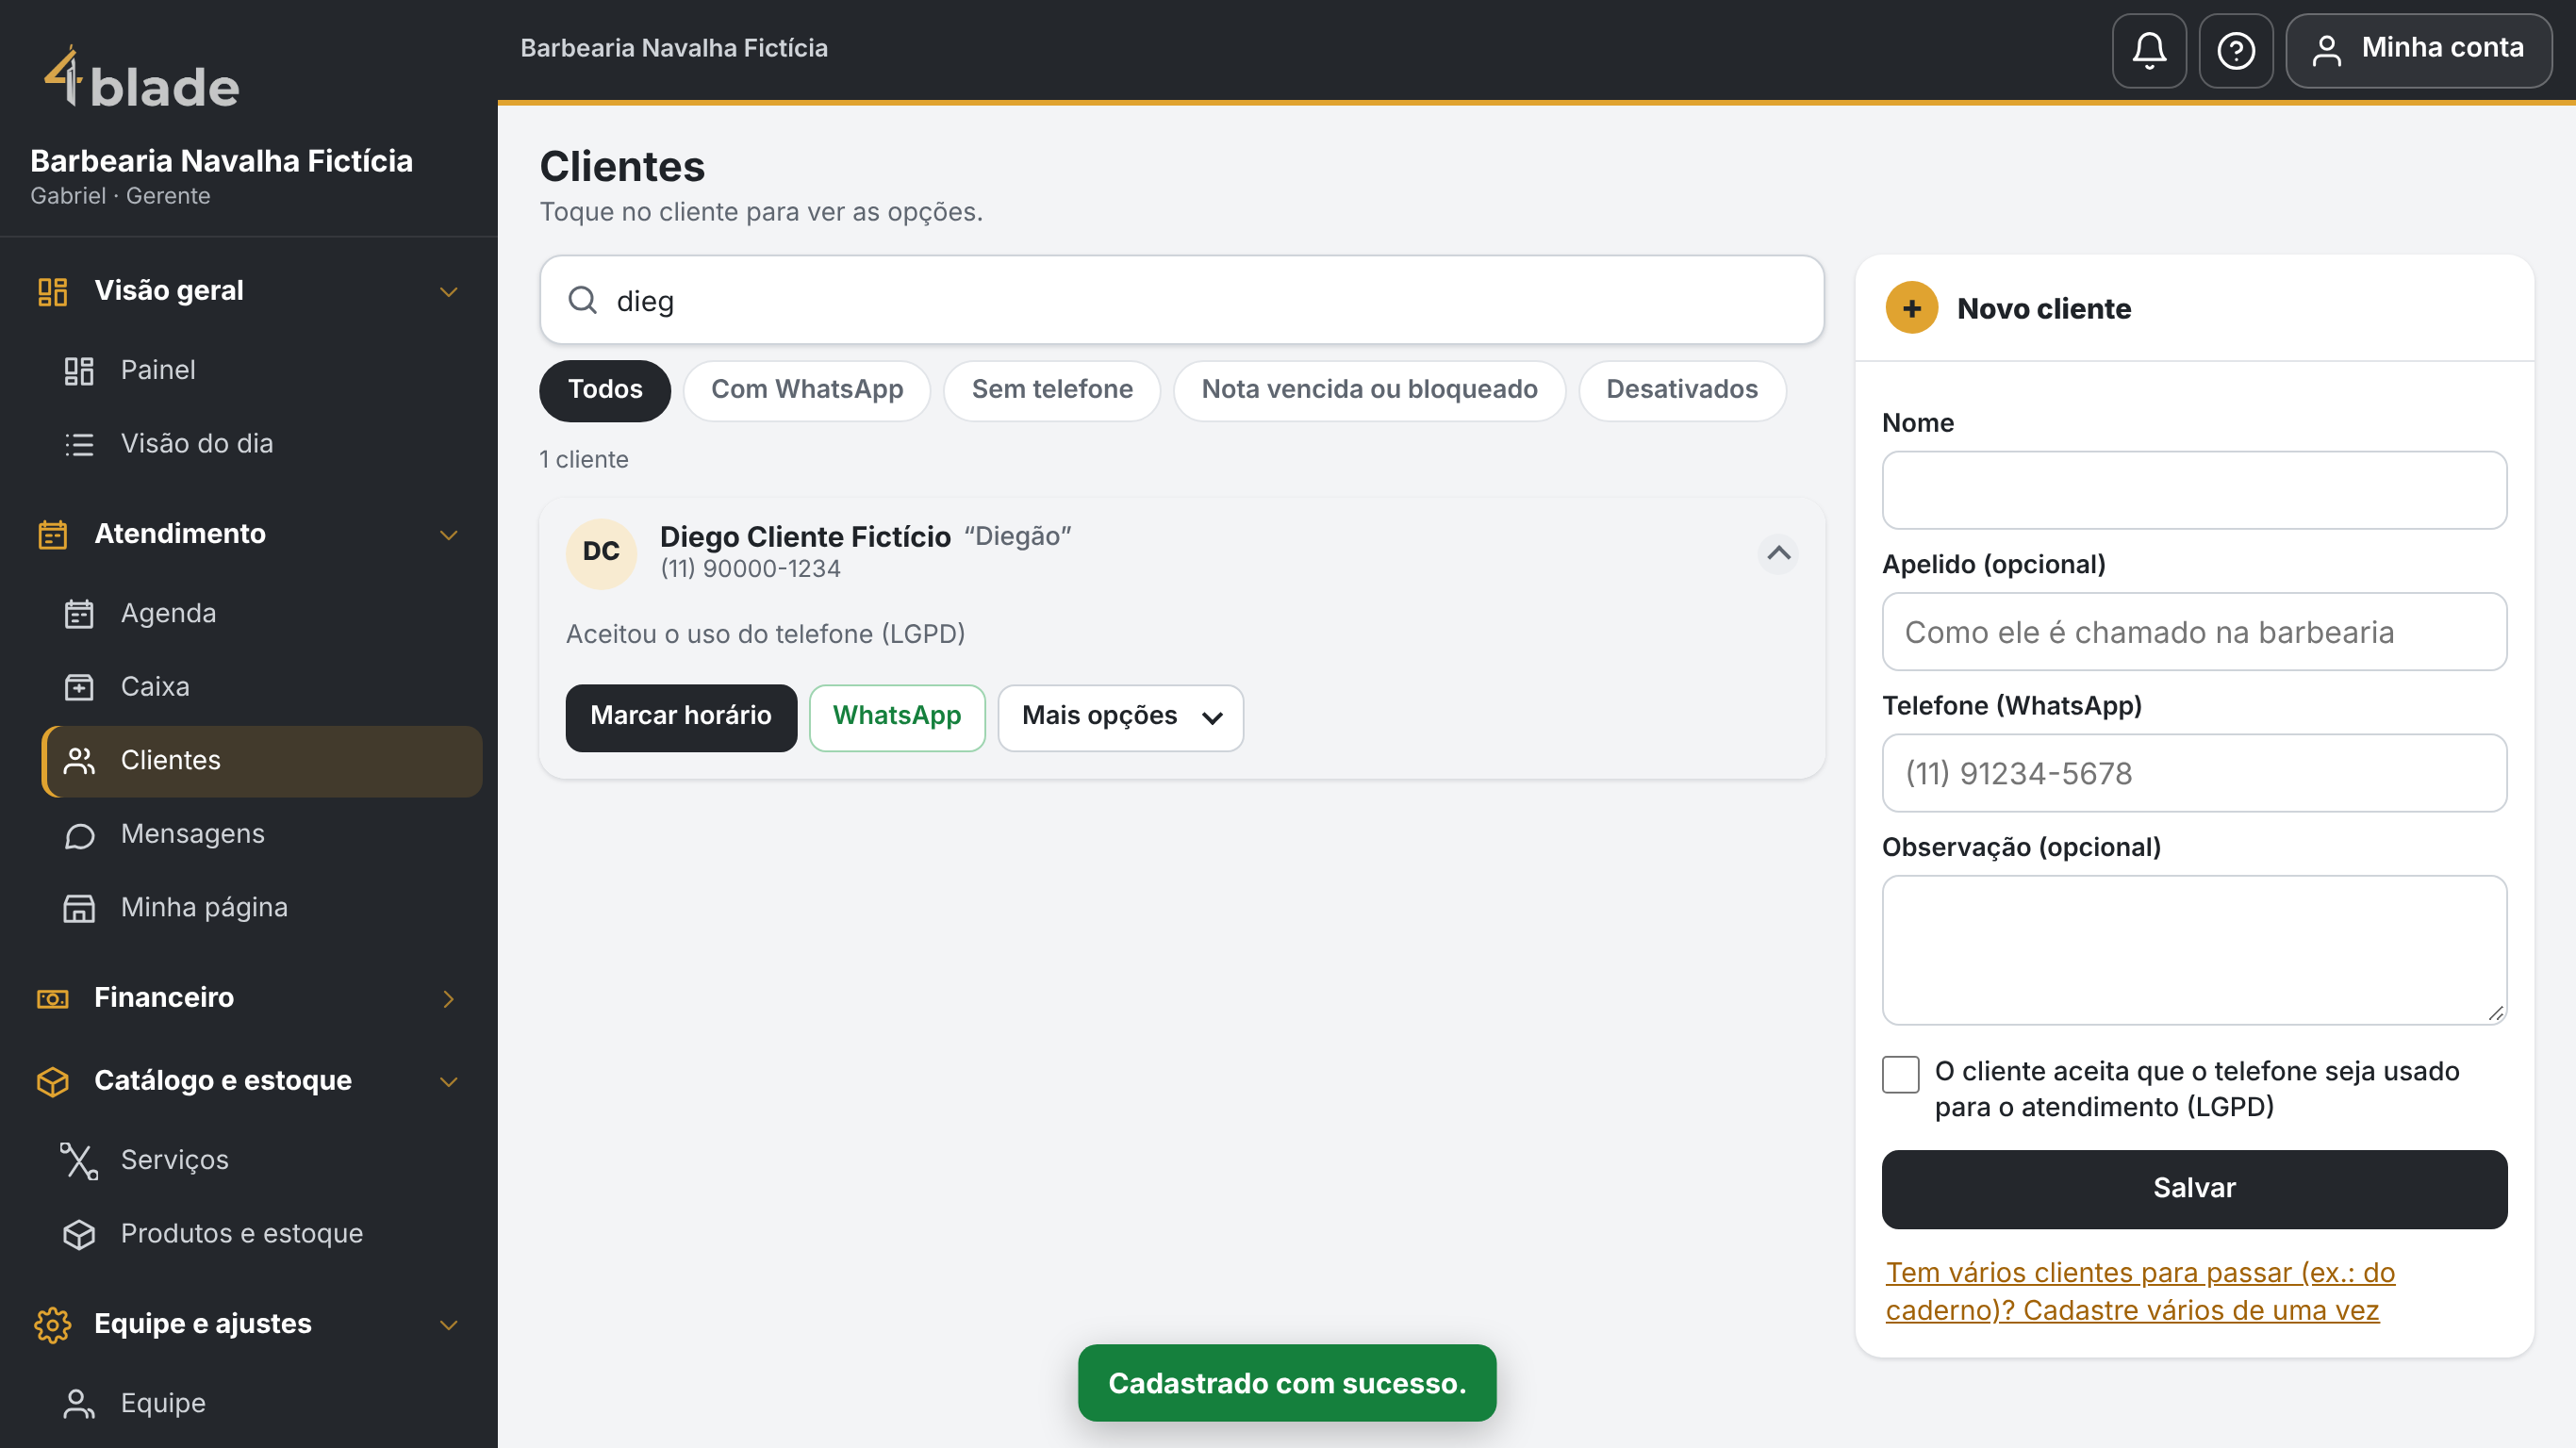 4blade
Barbearia Navalha Fictícia
Gabriel · Gerente
Visão geral
Painel
Visão do dia
Atendimento
Agenda
Caixa
Clientes
Mensagens
Minha página
Financeiro
Catálogo e estoque
Serviços
Produtos e estoque
Equipe e ajustes
Equipe
Barbearia Navalha Fictícia
Minha conta
Clientes
Toque no cliente para ver as opções.
dieg
Todos
Com WhatsApp
Sem telefone
Nota vencida ou bloqueado
Desativados
1 cliente
DC
Diego Cliente Fictício “Diegão”
(11) 90000-1234
Aceitou o uso do telefone (LGPD)
Marcar horário
WhatsApp
Mais opções
Novo cliente
Nome
Apelido (opcional)
Como ele é chamado na barbearia
Telefone (WhatsApp)
(11) 91234-5678
Observação (opcional)
O cliente aceita que o telefone seja usado
para o atendimento (LGPD)
Salvar
Tem vários clientes para passar (ex.: do
caderno)? Cadastre vários de uma vez
Cadastrado com sucesso.